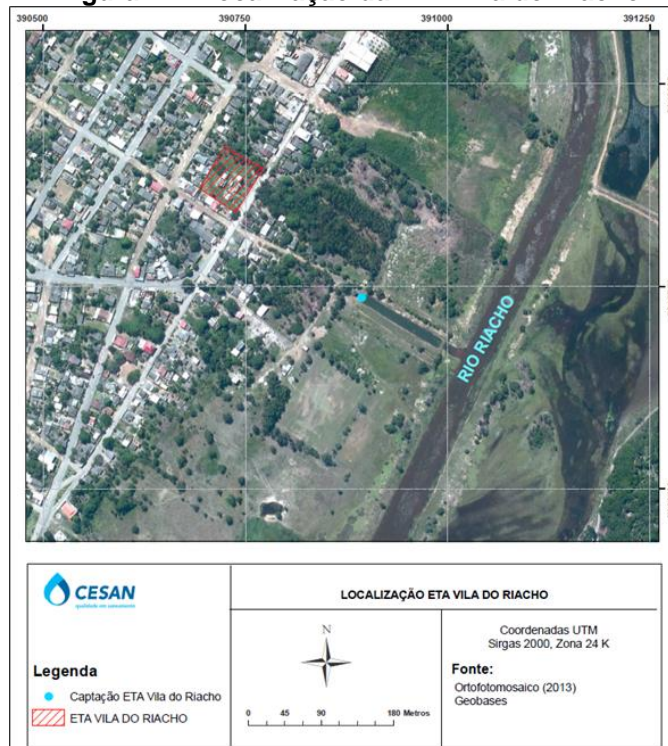 390500 390750 391000 391250
RIO RIACHO
CESAN
LOCALIZAÇÃO ETA VILA DO RIACHO
Legenda
Captação ETA Vila do Riacho
ETA VILA DO RIACHO
N
0 45 90 180 Metros
Coordenadas UTM
Sirgas 2000, Zona 24 K
Fonte:
Ortofotomosaico (2013)
Geobases